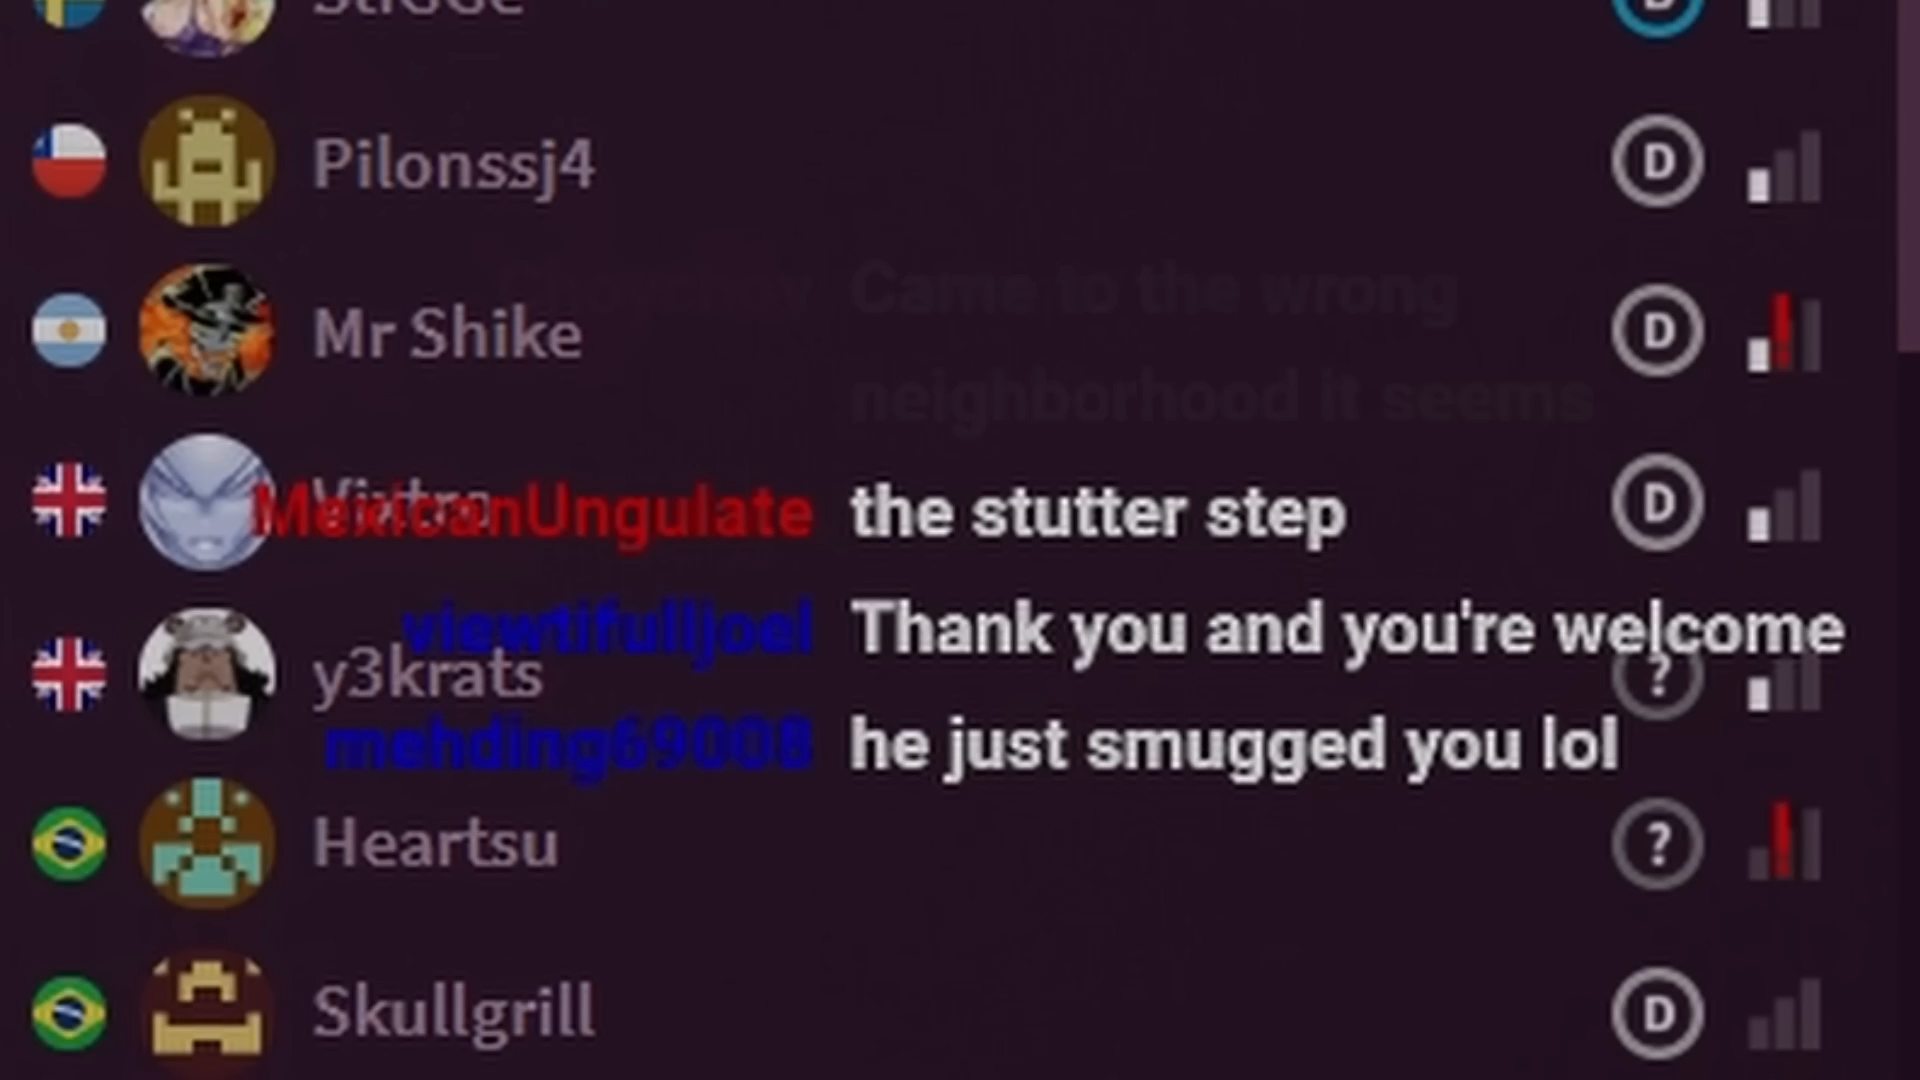 D
Pilonssj4 D
Came to the wrong
Mr Shike D
neighborhood it seems
MexicanUngulate the stutter step D
viewtifulljoel Thank you and you're welcome
y3krats ?
mehding69008 he just smugged you lol
Heartsu ?
Skullgrill D